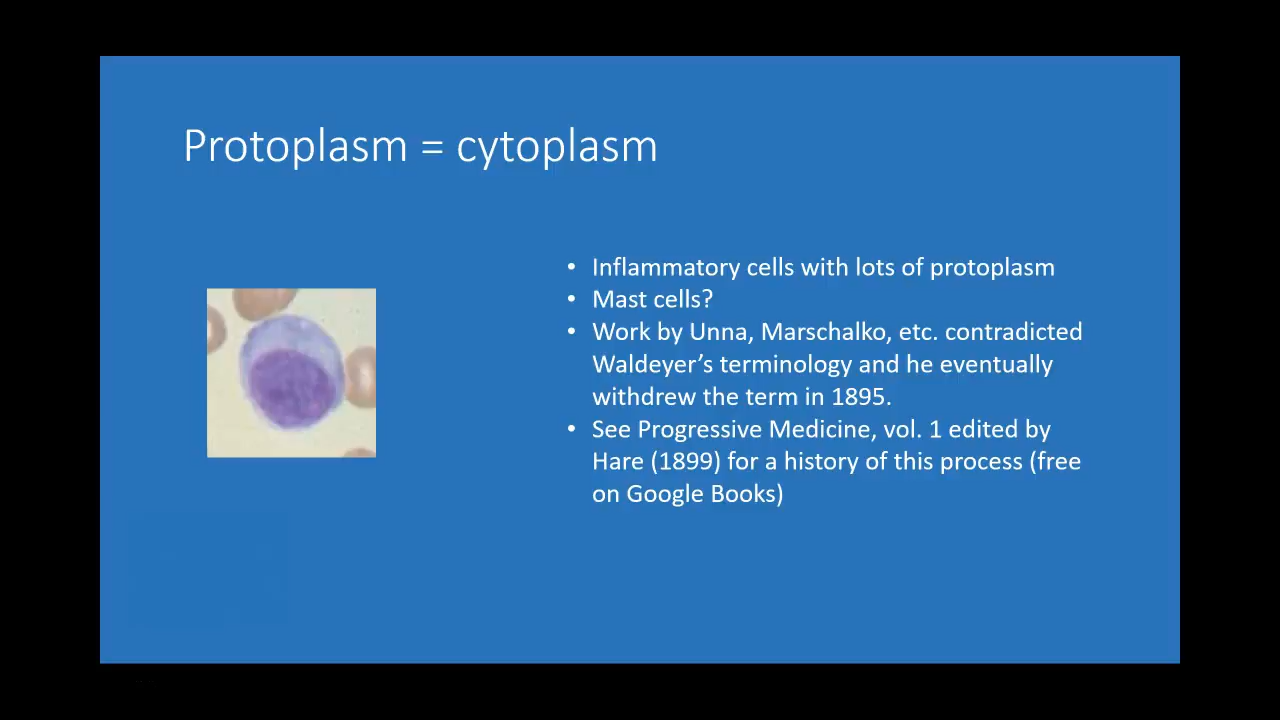 Protoplasm = cytoplasm
• Inflammatory cells with lots of protoplasm
• Mast cells?
• Work by Unna, Marschalko, etc. contradicted
Waldeyer’s terminology and he eventually
withdrew the term in 1895.
• See Progressive Medicine, vol. 1 edited by
Hare (1899) for a history of this process (free
on Google Books)